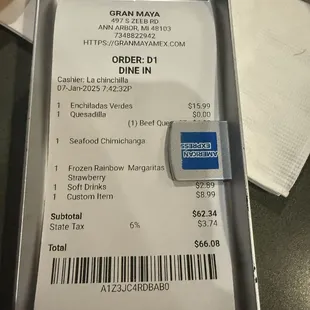 GRAN MAYA
497 S ZEEB RD
ANN ARBOR, MI 48103
7348822942
HTTPS://GRANMAYAMEX.COM
ORDER: D1
DINE IN
Cashier: La chinchilla
07-Jan-2025 7:42:32P
1 Enchiladas Verdes $15.99
1 Quesadilla $0.00
(1) Beef
1 Seafood Chimichanga
AMERICAN
EXPRESS
1 Frozen Rainbow Margaritas
Strawberry
1 Soft Drinks $2.89
1 Custom Item $8.99
Subtotal $62.34
State Tax 6% $3.74
Total $66.08
A1Z3JC4RDBAB0